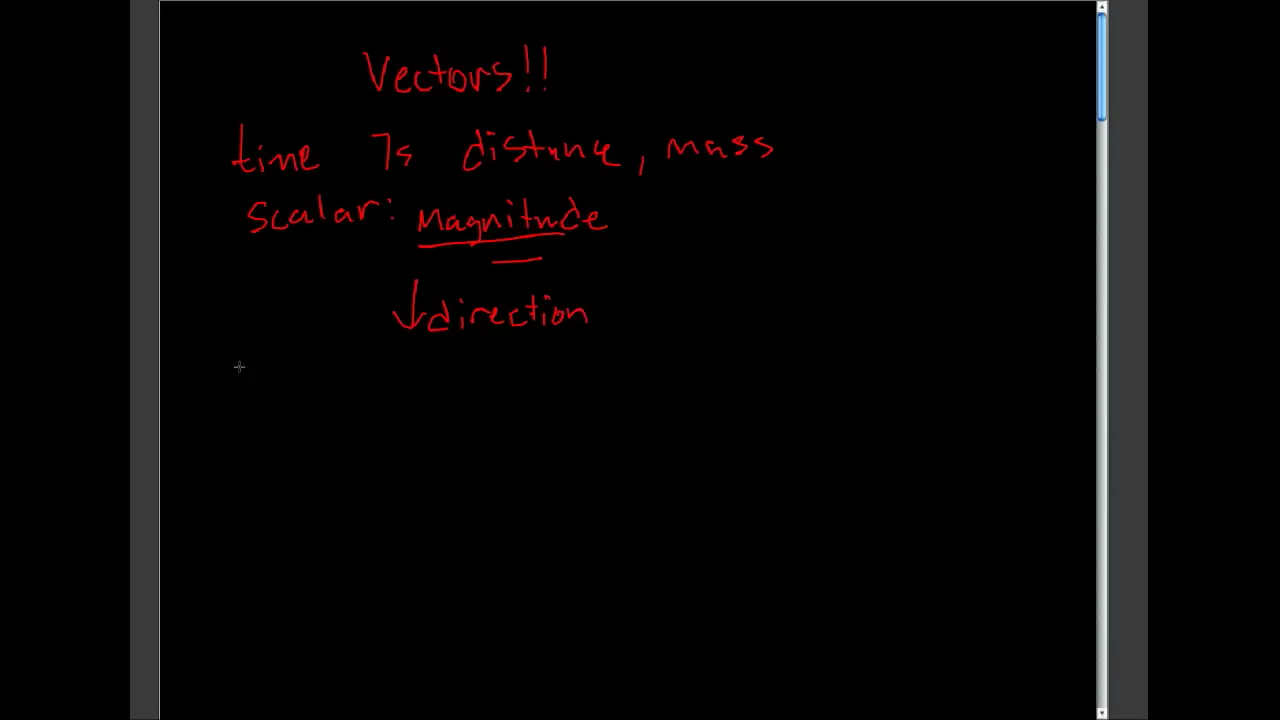 Vectors!!
time 7s distance, mass
scalar: magnitude
↓direction